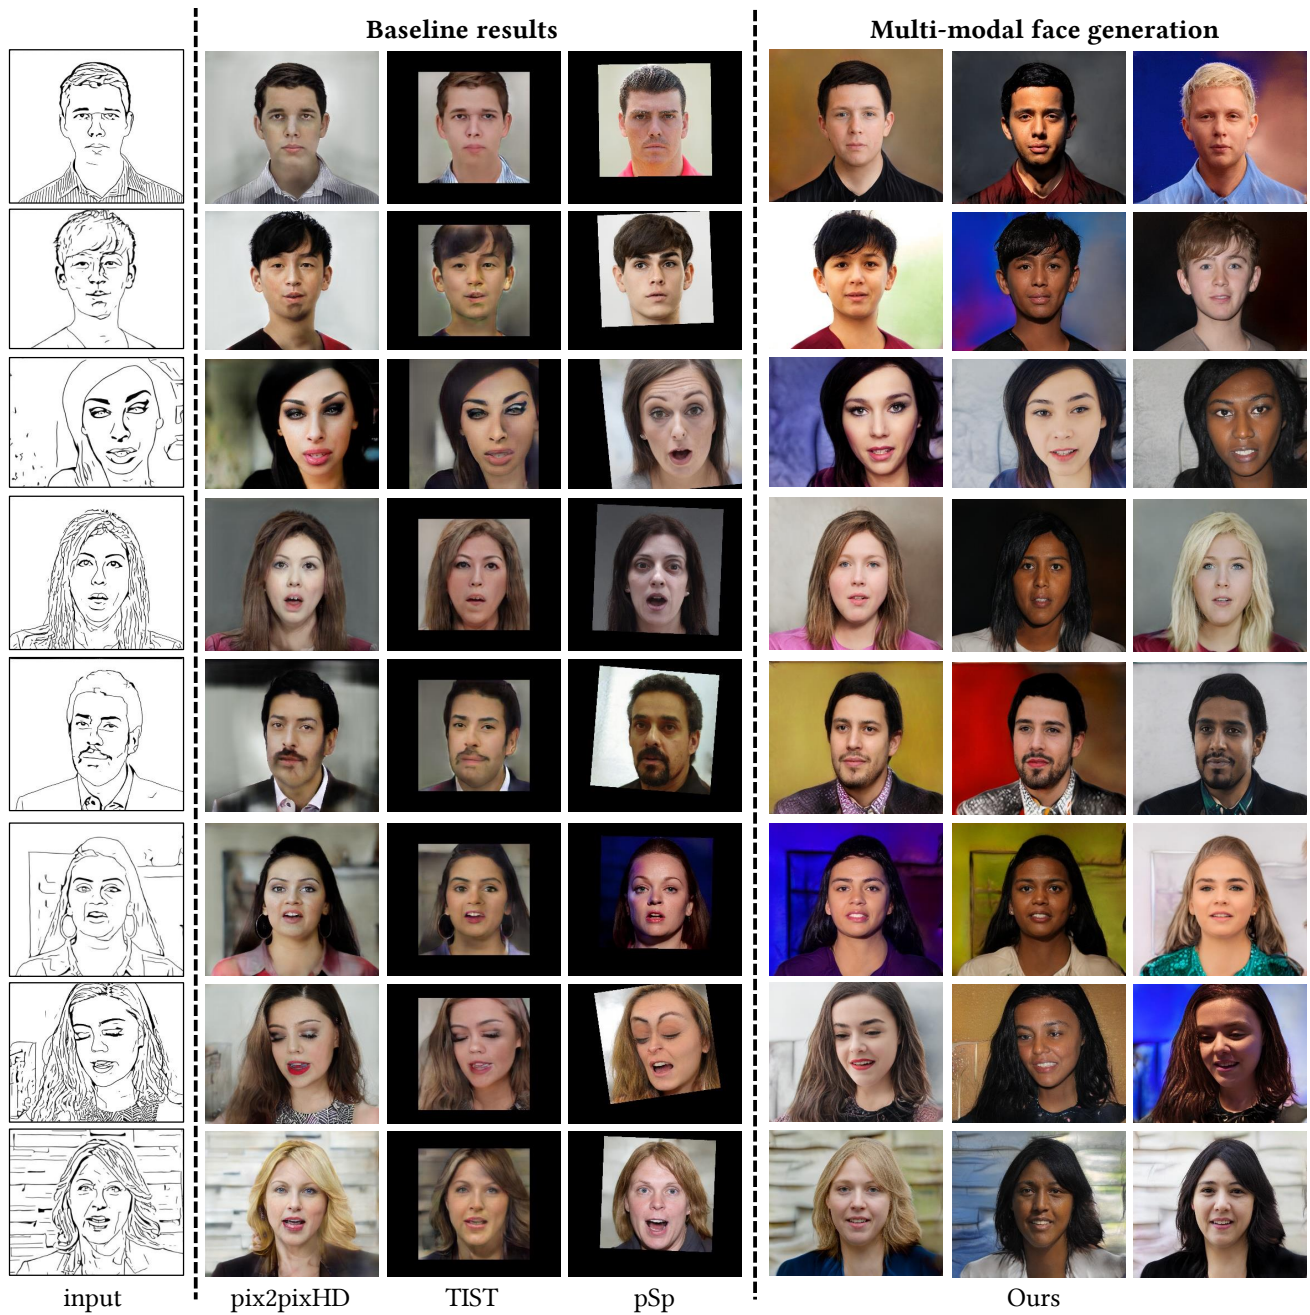 Baseline results
Multi-modal face generation
input
pix2pixHD
TIST
pSp
Ours